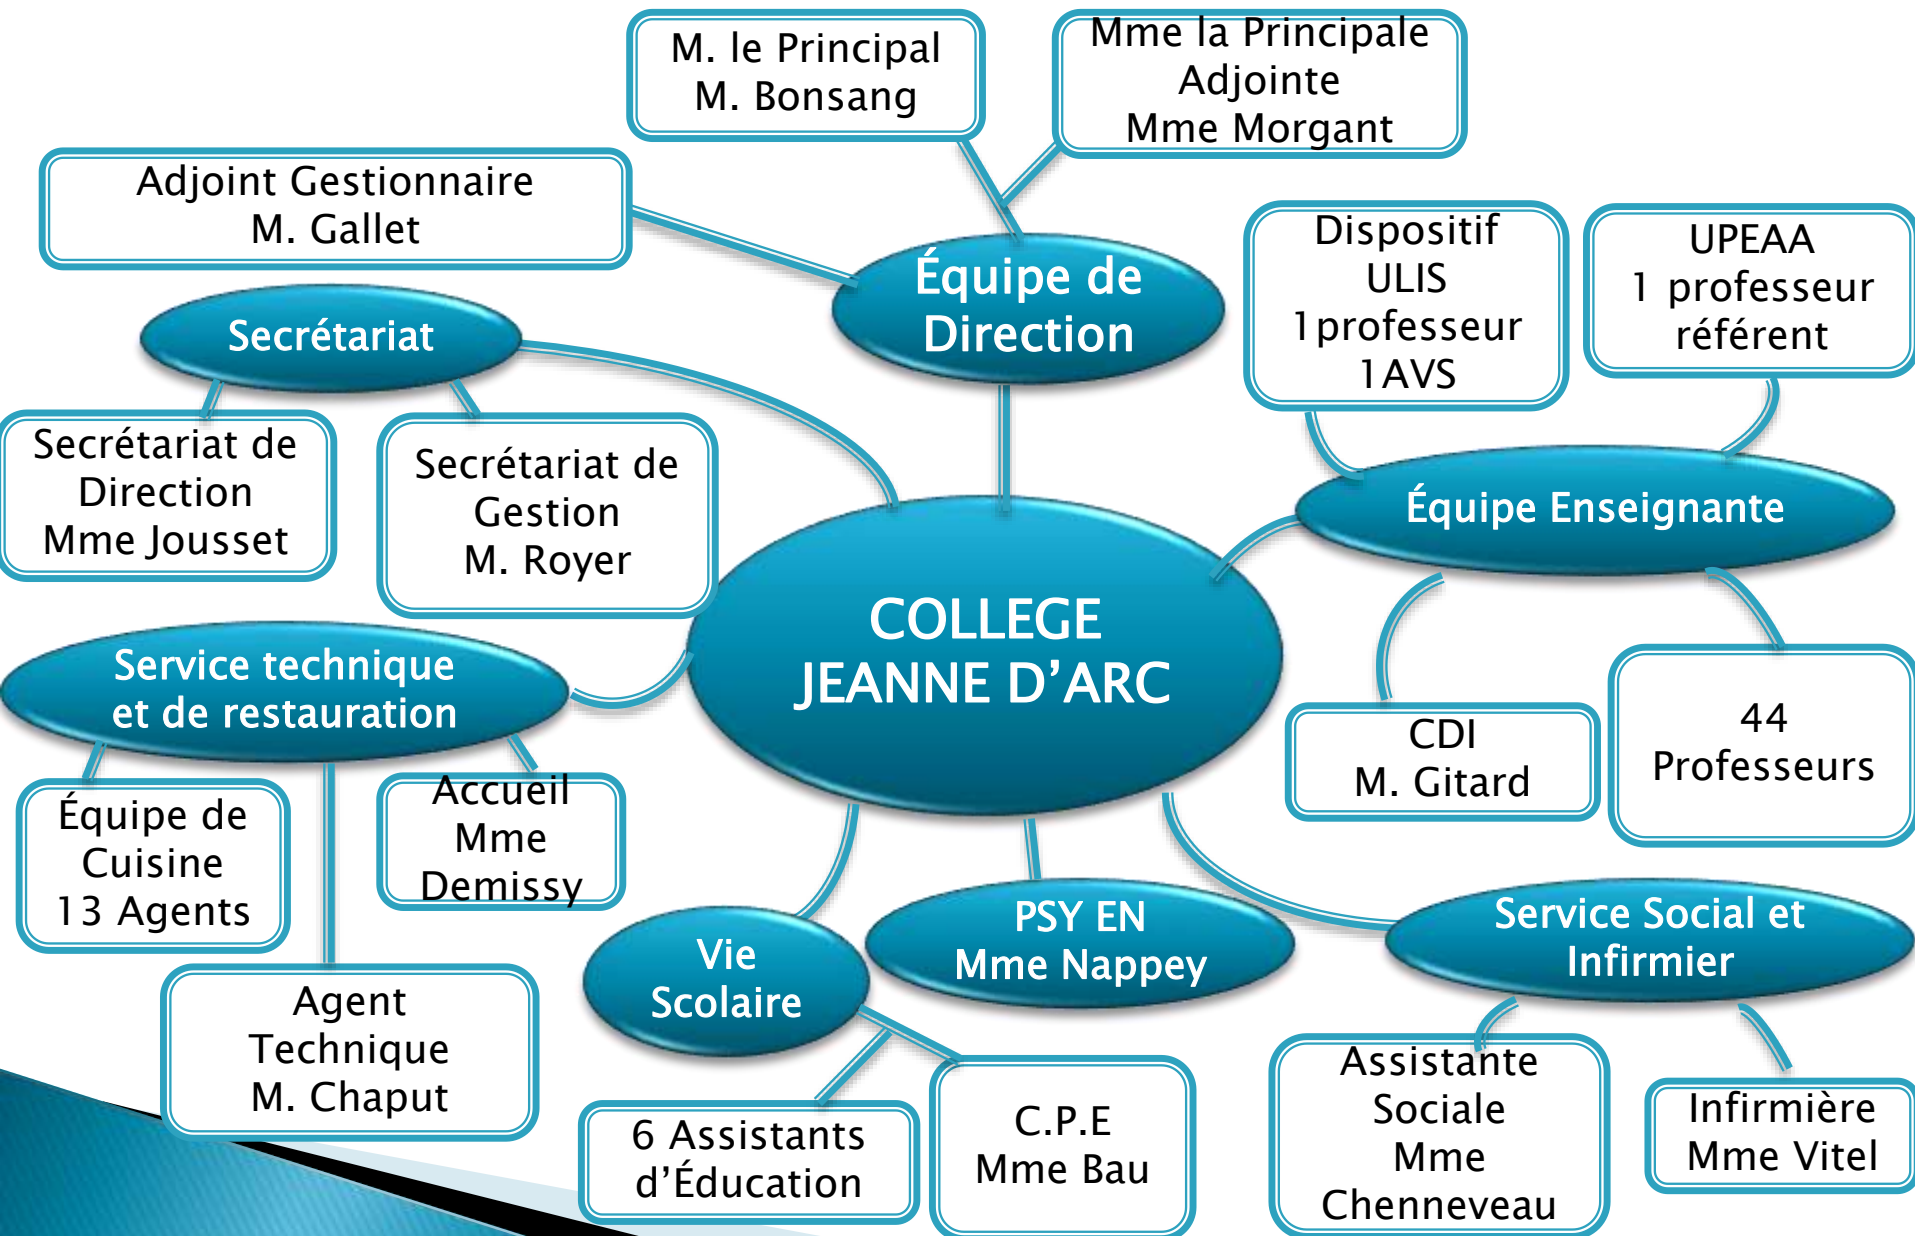 M. le Principal
M. Bonsang
Mme la Principale
Adjointe
Mme Morgant
Adjoint Gestionnaire
M. Gallet
Équipe de
Direction
Dispositif
ULIS
1professeur
1AVS
UPEAA
1 professeur
référent
Secrétariat
Secrétariat de
Direction
Mme Jousset
Secrétariat de
Gestion
M. Royer
Équipe Enseignante
COLLEGE
JEANNE D’ARC
Service technique
et de restauration
CDI
M. Gitard
44
Professeurs
Équipe de
Cuisine
13 Agents
Accueil
Mme
Demissy
Agent
Technique
M. Chaput
Vie
Scolaire
PSY EN
Mme Nappey
Service Social et
Infirmier
6 Assistants
d’Éducation
C.P.E
Mme Bau
Assistante
Sociale
Mme
Chenneveau
Infirmière
Mme Vitel